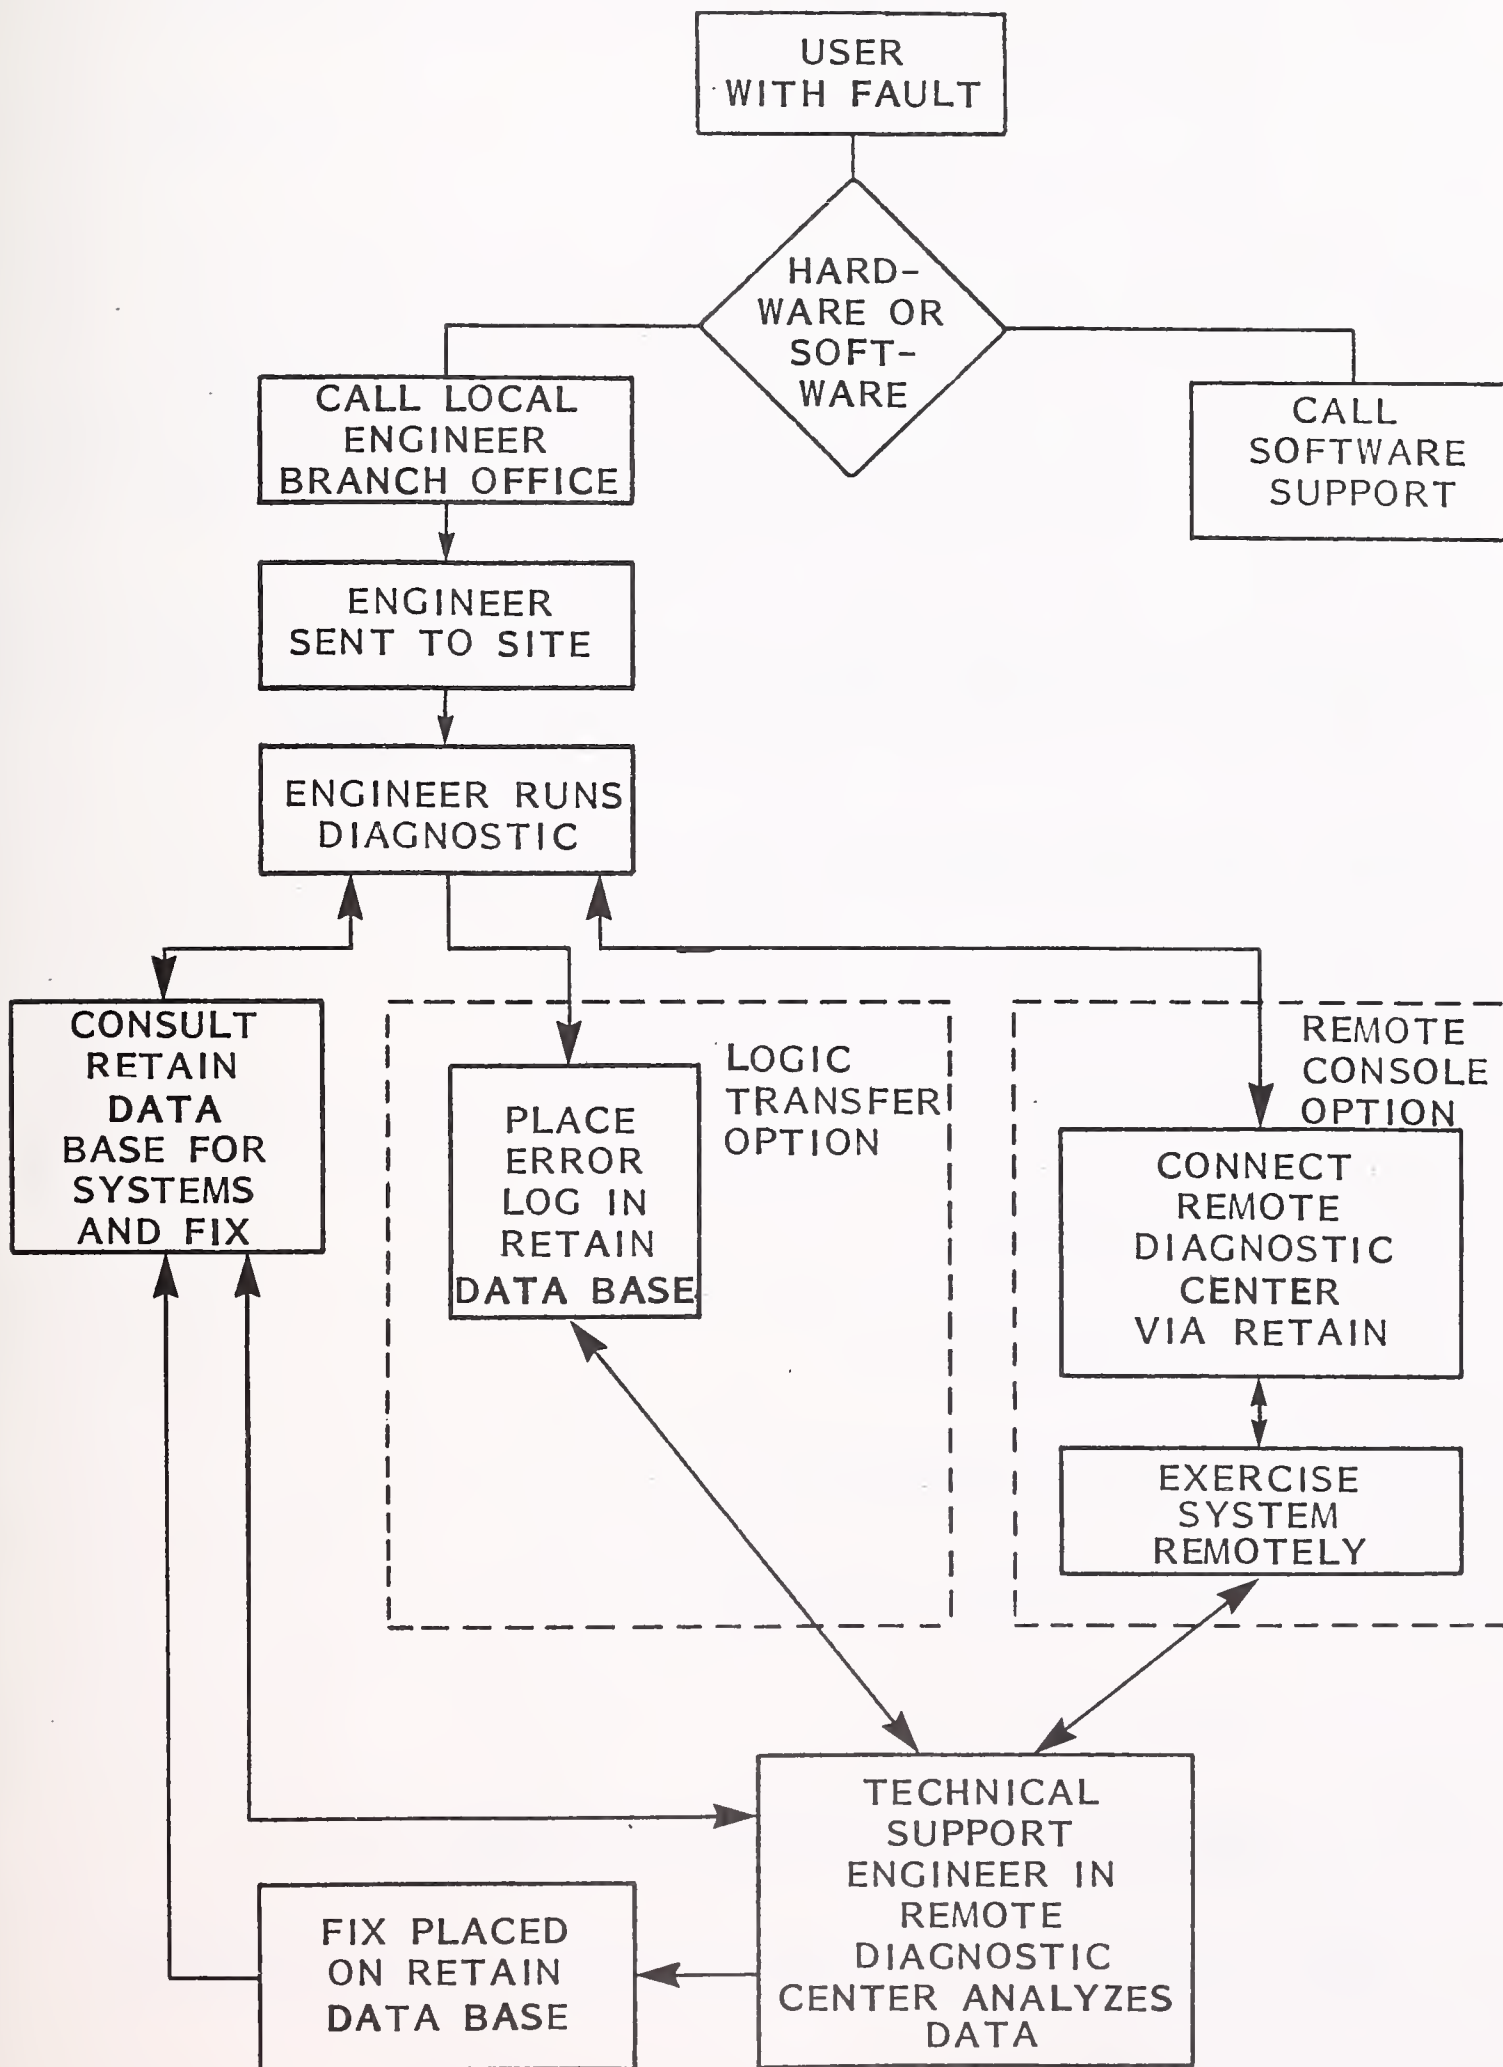 USER
WITH FAULT
HARD-
WARE OR
SOFT-
WARE
CALL LOCAL
ENGINEER
BRANCH OFFICE
CALL
SOFTWARE
SUPPORT
ENGINEER
SENT TO SITE
ENGINEER RUNS
DIAGNOSTIC
CONSULT
RETAIN
DATA
BASE FOR
SYSTEMS
AND FIX
LOGIC
TRANSFER
OPTION
PLACE
ERROR
LOG IN
RETAIN
DATA BASE
REMOTE
CONSOLE
OPTION
CONNECT
REMOTE
DIAGNOSTIC
CENTER
VIA RETAIN
EXERCISE
SYSTEM
REMOTELY
TECHNICAL
SUPPORT
ENGINEER IN
REMOTE
DIAGNOSTIC
CENTER ANALYZES
DATA
FIX PLACED
ON RETAIN
DATA BASE